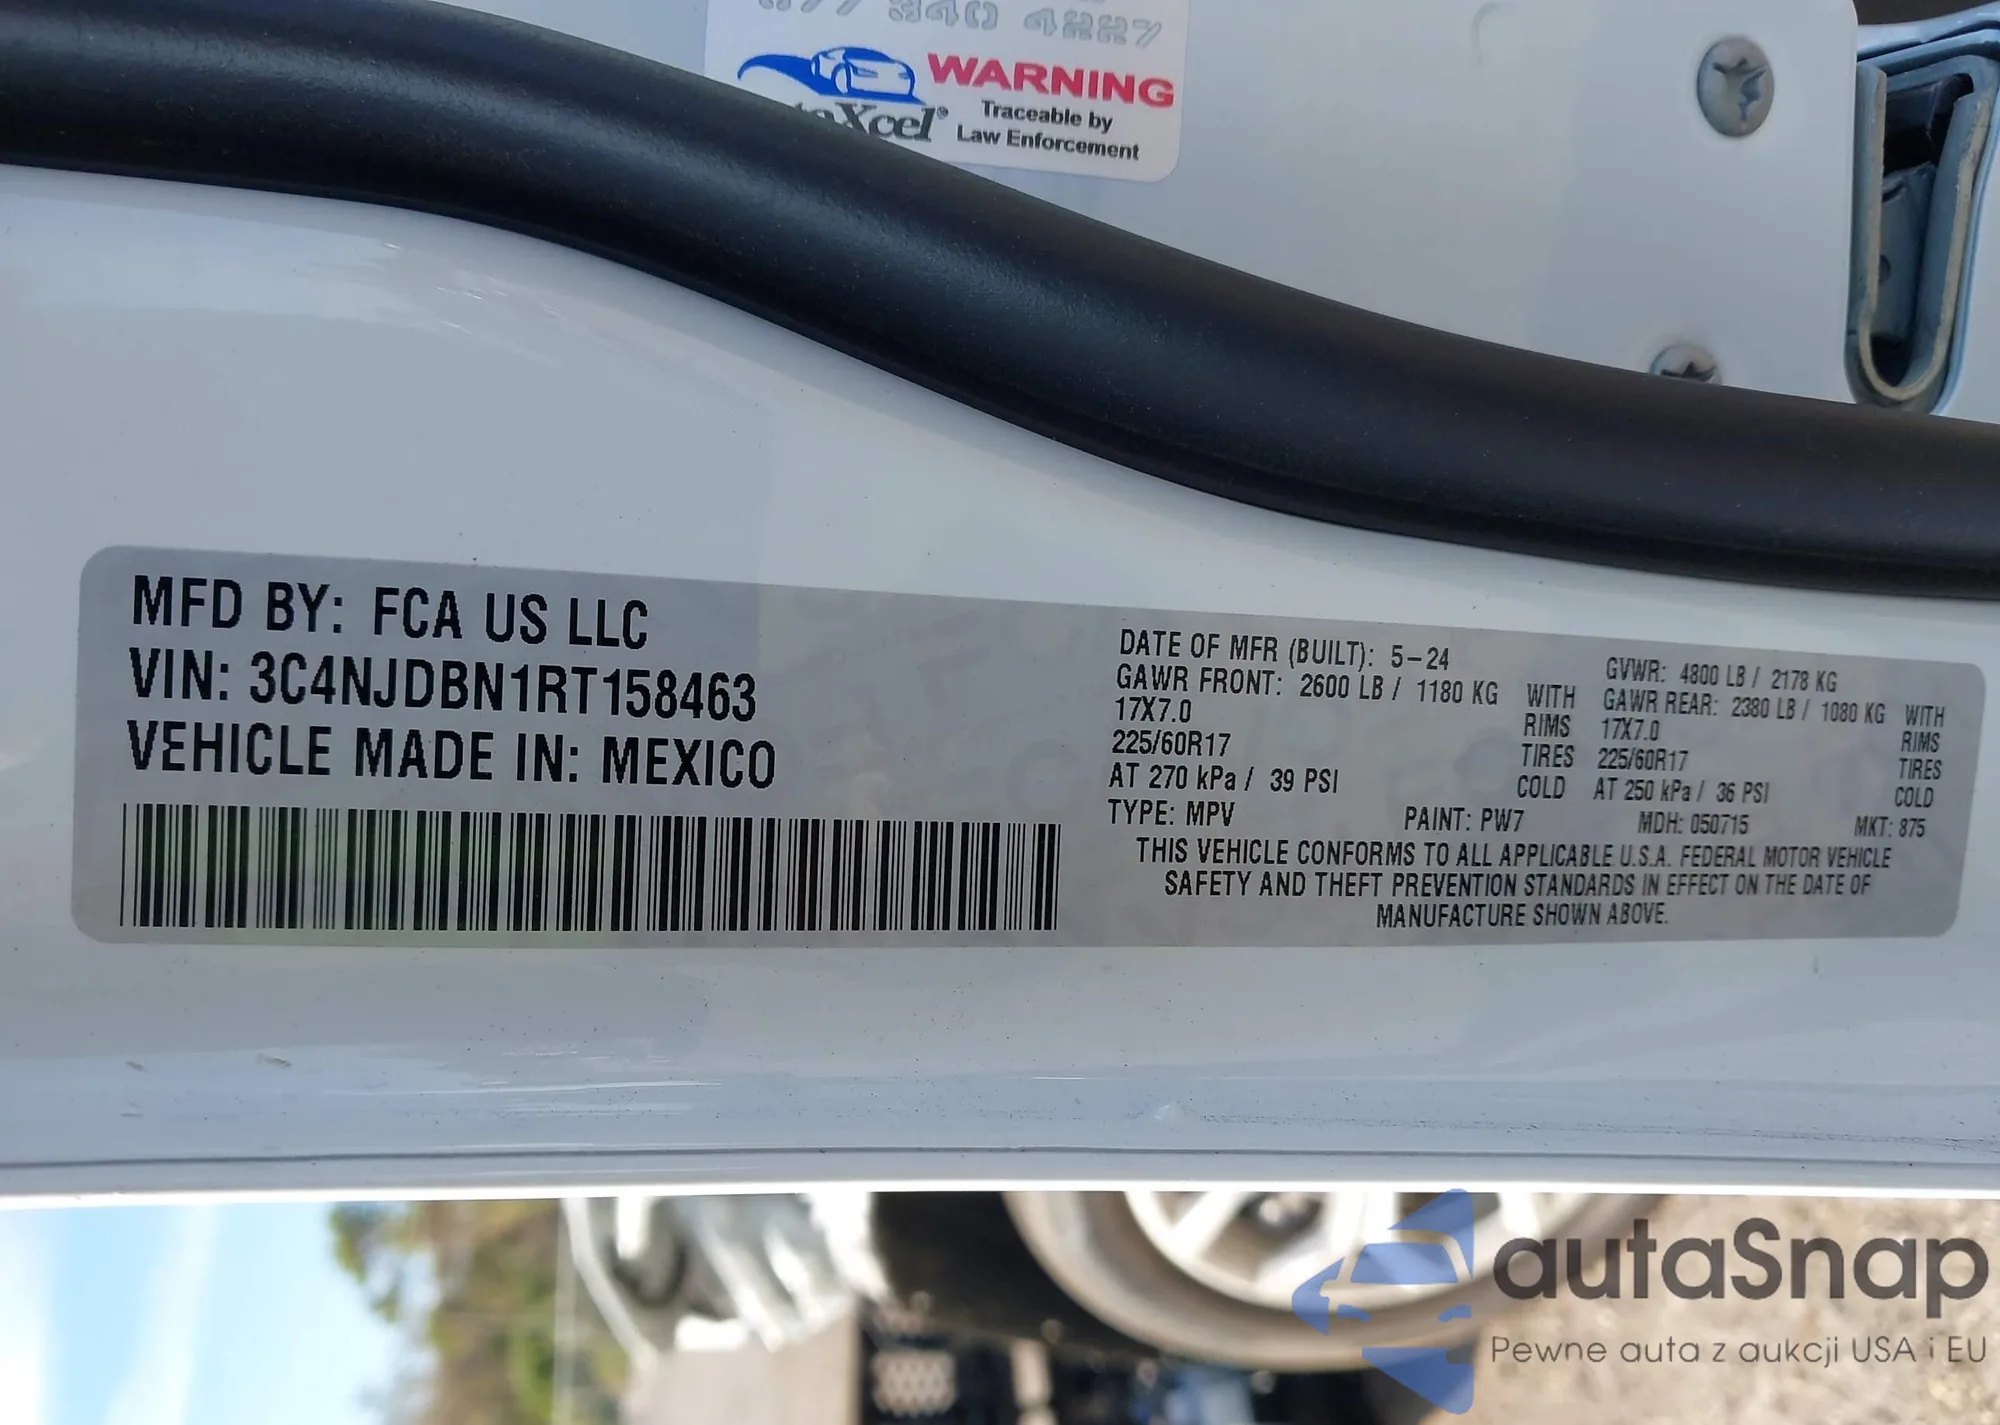 340 4227
WARNING
Traceable by
Law Enforcement
MFD BY: FCA US LLC
VIN: 3C4NJDBN1RT158463
VEHICLE MADE IN: MEXICO
DATE OF MFR (BUILT): 5-24 GVWR: 4800 LB / 2178 KG
GAWR FRONT: 2600 LB / 1180 KG WITH GAWR REAR: 2380 LB / 1080 KG WITH
17X7.0 RIMS 17X7.0 RIMS
225/60R17 TIRES 225/60R17 TIRES
AT 270 kPa / 39 PSI COLD AT 250 kPa / 36 PSI COLD
TYPE: MPV PAINT: PW7 MDH: 050715 MKT: 875
THIS VEHICLE CONFORMS TO ALL APPLICABLE U.S.A. FEDERAL MOTOR VEHICLE
SAFETY AND THEFT PREVENTION STANDARDS IN EFFECT ON THE DATE OF
MANUFACTURE SHOWN ABOVE.
autaSnap
Pewne auta z aukcji USA i EU